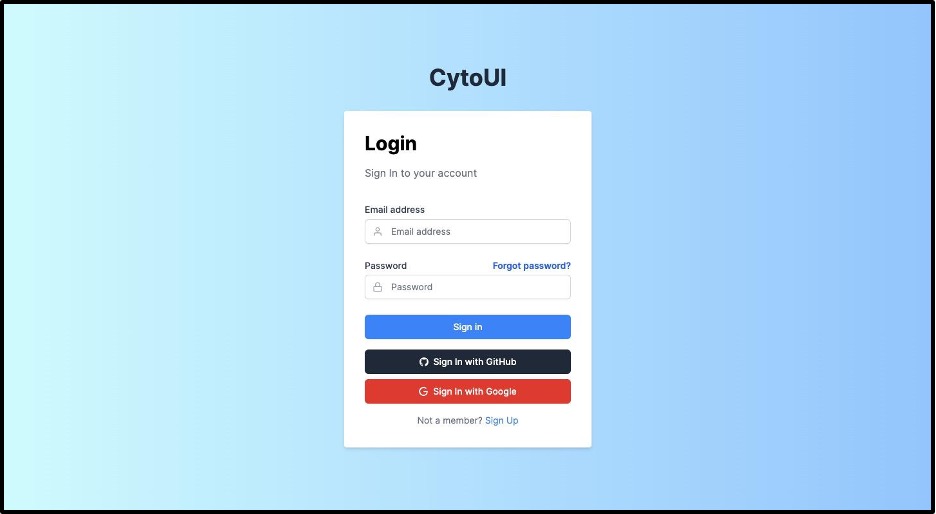 CytoUI
Login
Sign In to your account
Email address
Email address
Password Forgot password?
Password
Sign in
Sign In with GitHub
Sign In with Google
Not a member? Sign Up